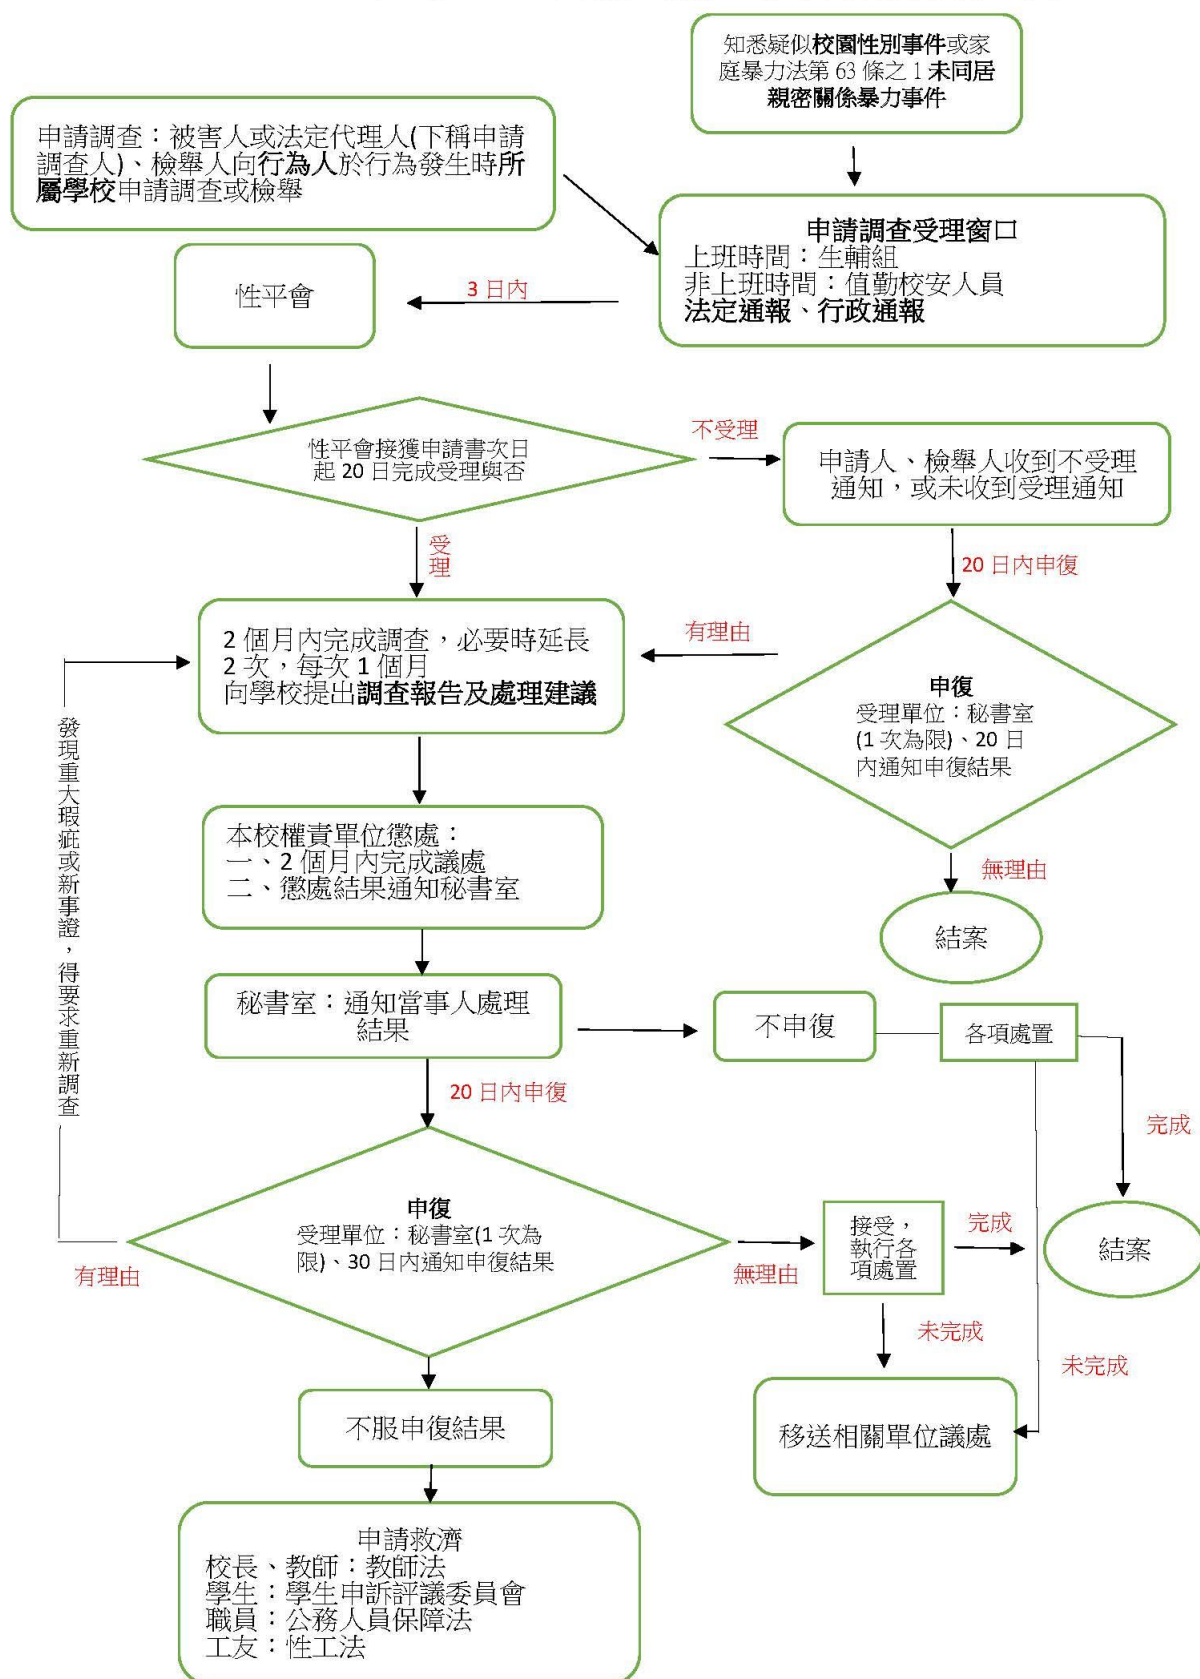 知悉疑似校園性別事件或家
庭暴力法第 63 條之 1 未同居
親密關係暴力事件
申請調查：被害人或法定代理人(下稱申請
調查人)、檢舉人向行為人於行為發生時所
屬學校申請調查或檢舉
申請調查受理窗口
上班時間：生輔組
非上班時間：值勤校安人員
法定通報、行政通報
3 日內
性平會
性平會接獲申請書次日
起 20 日完成受理與否
不受理
申請人、檢舉人收到不受理
通知，或未收到受理通知
受
理
20 日內申復
2 個月內完成調查，必要時延長
2 次，每次 1 個月
向學校提出調查報告及處理建議
有理由
申復
受理單位：秘書室
(1 次為限)、20 日
內通知申復結果
無理由
結案
本校權責單位懲處：
一、2 個月內完成議處
二、懲處結果通知秘書室
發現重大瑕疵或新事證，得要求重新調查
秘書室：通知當事人處理
結果
不申復
各項處置
20 日內申復
完成
申復
受理單位：秘書室(1 次為
限)、30 日內通知申復結果
有理由
無理由
接受，
執行各
項處置
完成
結案
未完成
未完成
不服申復結果
移送相關單位議處
申請救濟
校長、教師：教師法
學生：學生申訴評議委員會
職員：公務人員保障法
工友：性工法